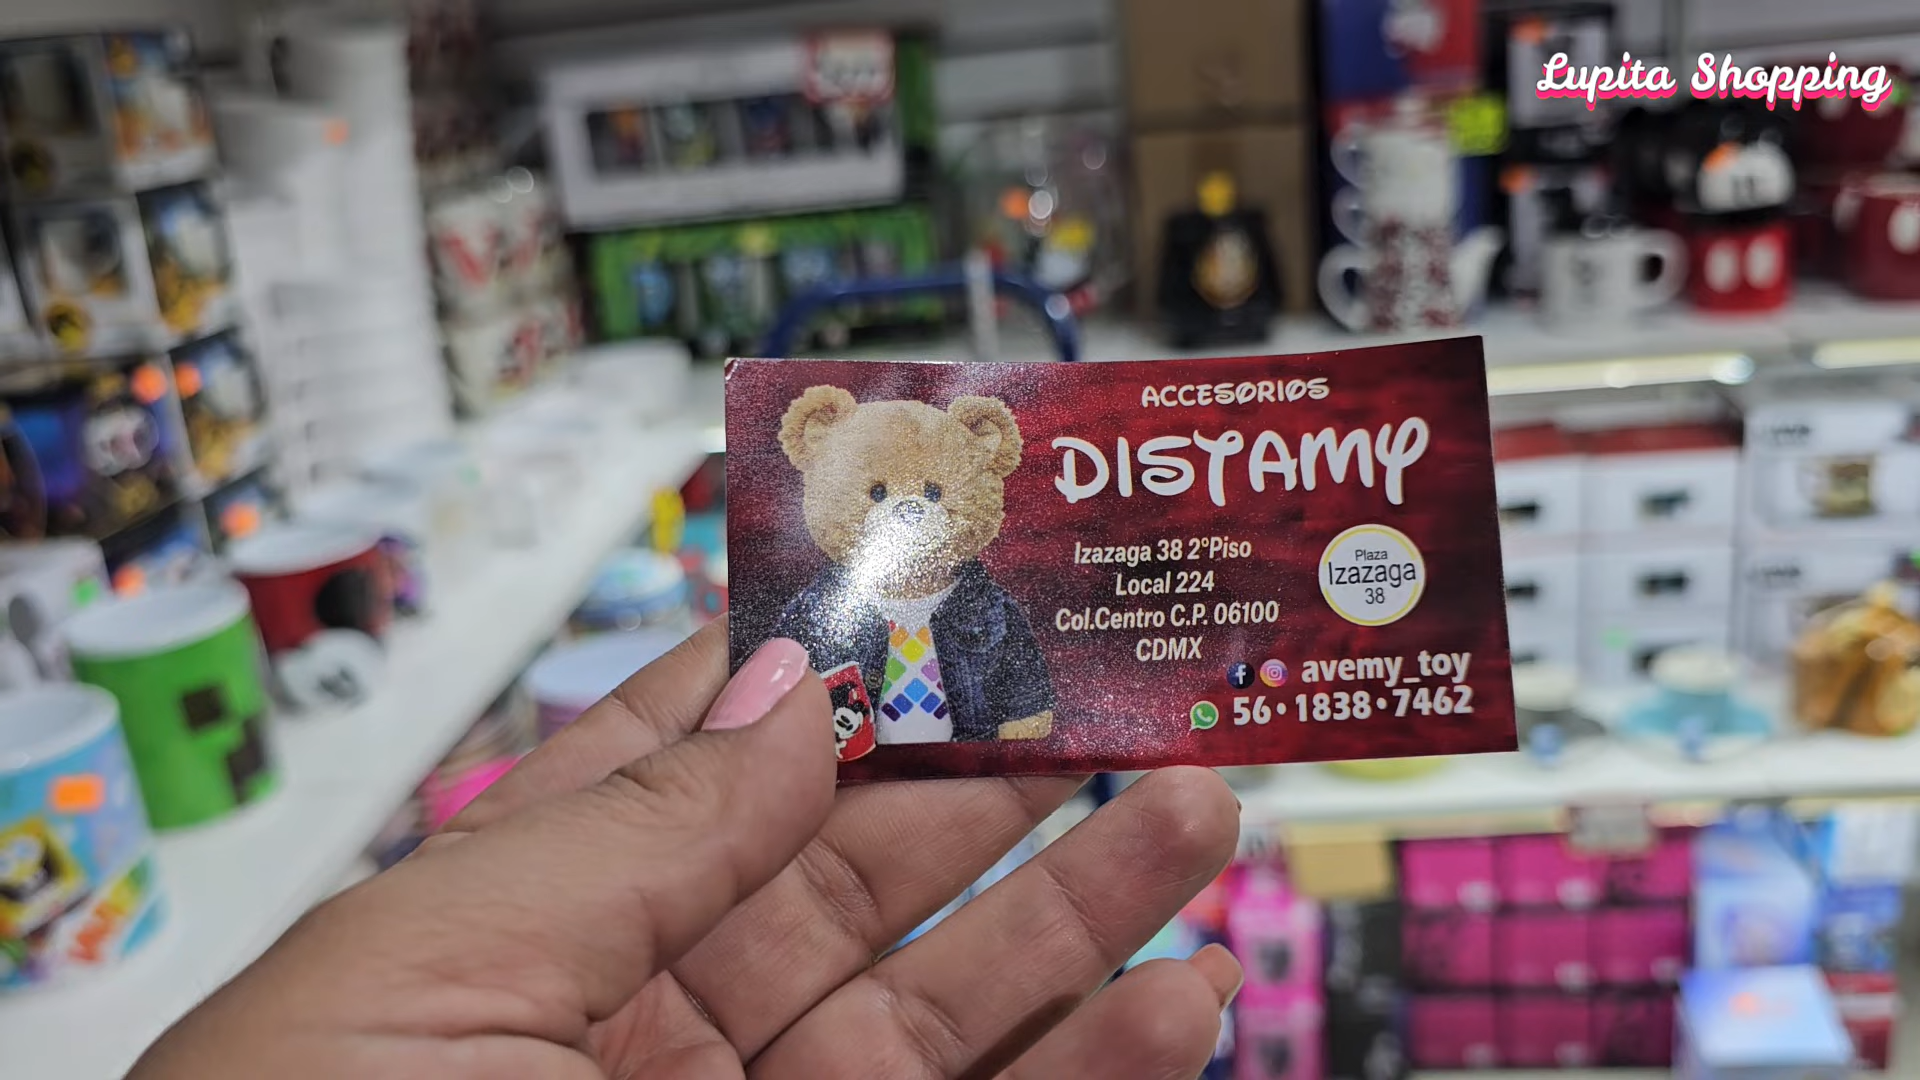 Lupita Shopping
ACCESORIOS
DISTAMY
Izazaga 38 2°Piso
Local 224
Col.Centro C.P. 06100
CDMX
Plaza
Izazaga
38
avemy_toy
56•1838•7462